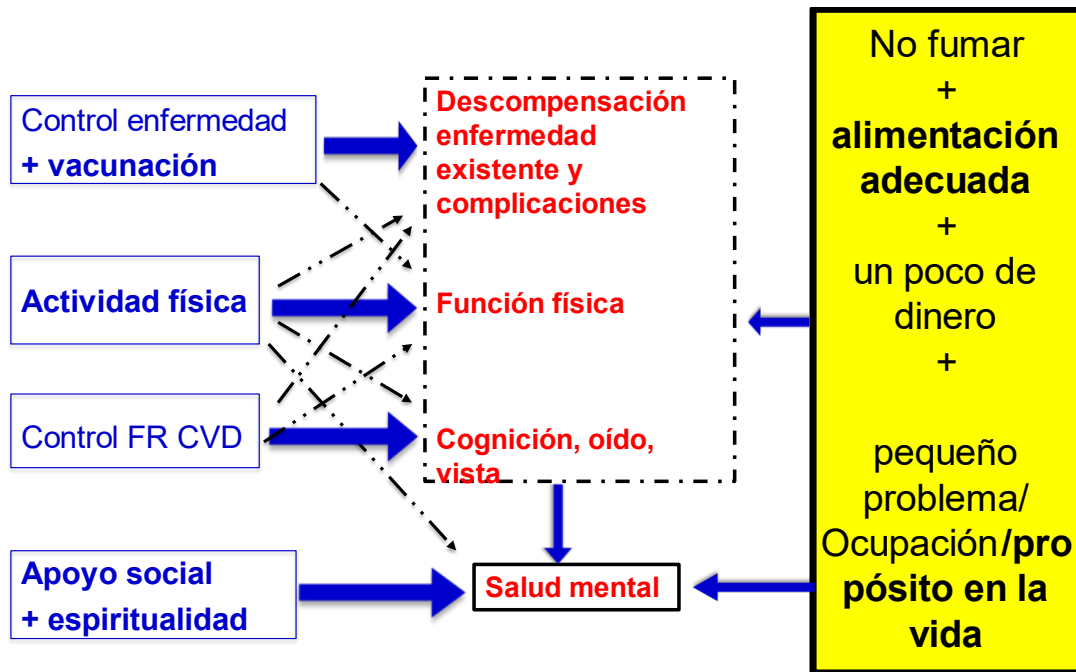 Control enfermedad
+ vacunación
Actividad física
Control FR CVD
Apoyo social
+ espiritualidad
Descompensación
enfermedad
existente y
complicaciones
Función física
Cognición, oído,
vista
Salud mental
No fumar
+
alimentación
adecuada
+
un poco de
dinero
+
pequeño
problema/
Ocupación/pro
pósito en la
vida